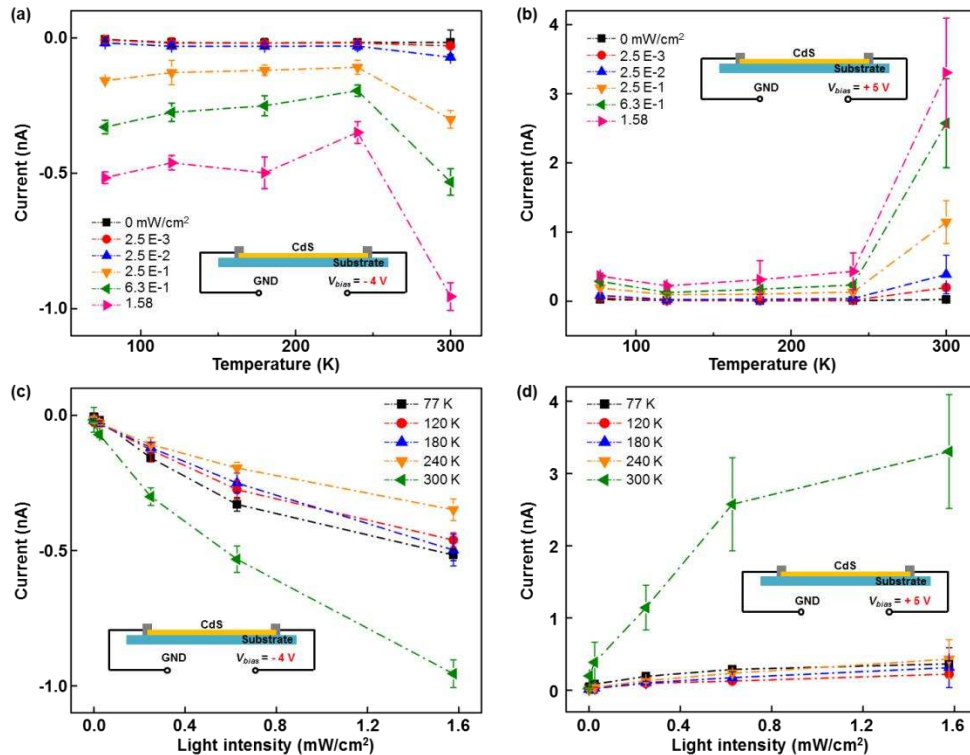 (a)
0.0
-0.5
-1.0
Current (nA)
0 mW/cm²
2.5 E-3
2.5 E-2
2.5 E-1
6.3 E-1
1.58
CdS
Substrate
GND
Vbias = - 4 V
100
200
300
Temperature (K)
(b)
4
3
2
1
0
Current (nA)
0 mW/cm²
2.5 E-3
2.5 E-2
2.5 E-1
6.3 E-1
1.58
CdS
Substrate
GND
Vbias = + 5 V
100
150
200
250
300
Temperature (K)
(c)
0.0
-0.5
-1.0
Current (nA)
77 K
120 K
180 K
240 K
300 K
CdS
Substrate
GND
Vbias = - 4 V
0.0
0.4
0.8
1.2
1.6
Light intensity (mW/cm²)
(d)
4
3
2
1
0
Current (nA)
77 K
120 K
180 K
240 K
300 K
CdS
Substrate
GND
Vbias = + 5 V
0.0
0.4
0.8
1.2
1.6
Light intensity (mW/cm²)